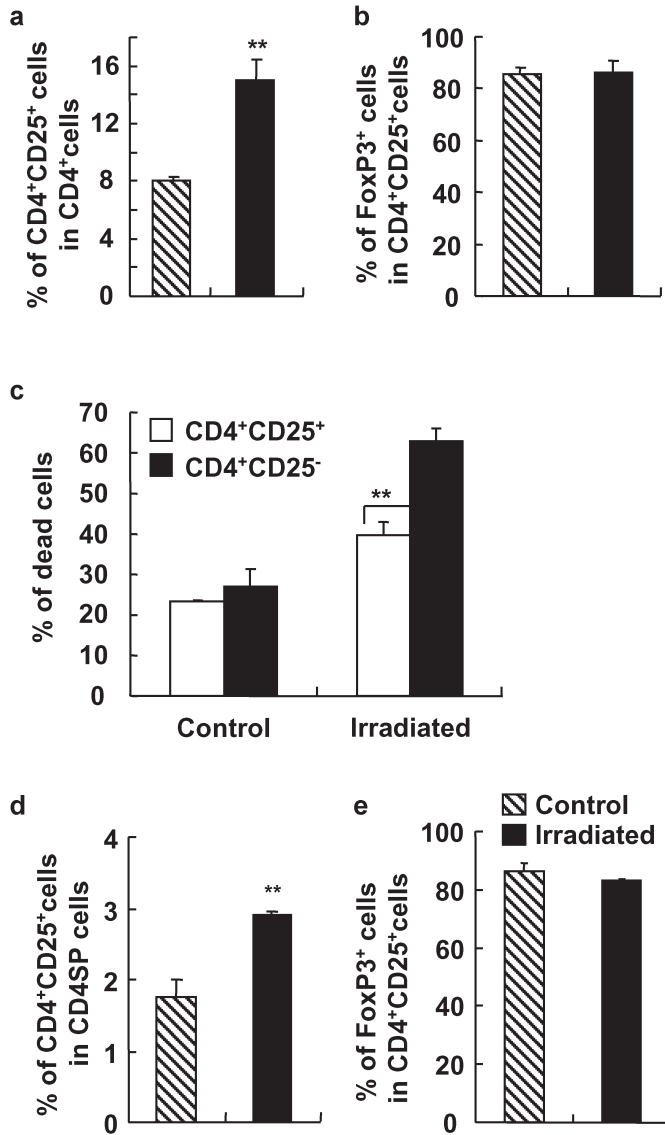 a
% of CD4⁺CD25⁺ cells
in CD4⁺cells
16
12
8
4
0
**
b
% of FoxP3⁺ cells
in CD4⁺CD25⁺cells
100
80
60
40
20
0
c
% of dead cells
70
60
50
40
30
20
10
0
CD4⁺CD25⁺
CD4⁺CD25⁻
**
Control
Irradiated
d
% of CD4⁺CD25⁺cells
in CD4SP cells
4
3
2
1
0
**
e
Control
Irradiated
% of FoxP3⁺ cells
in CD4⁺CD25⁺cells
100
80
60
40
20
0